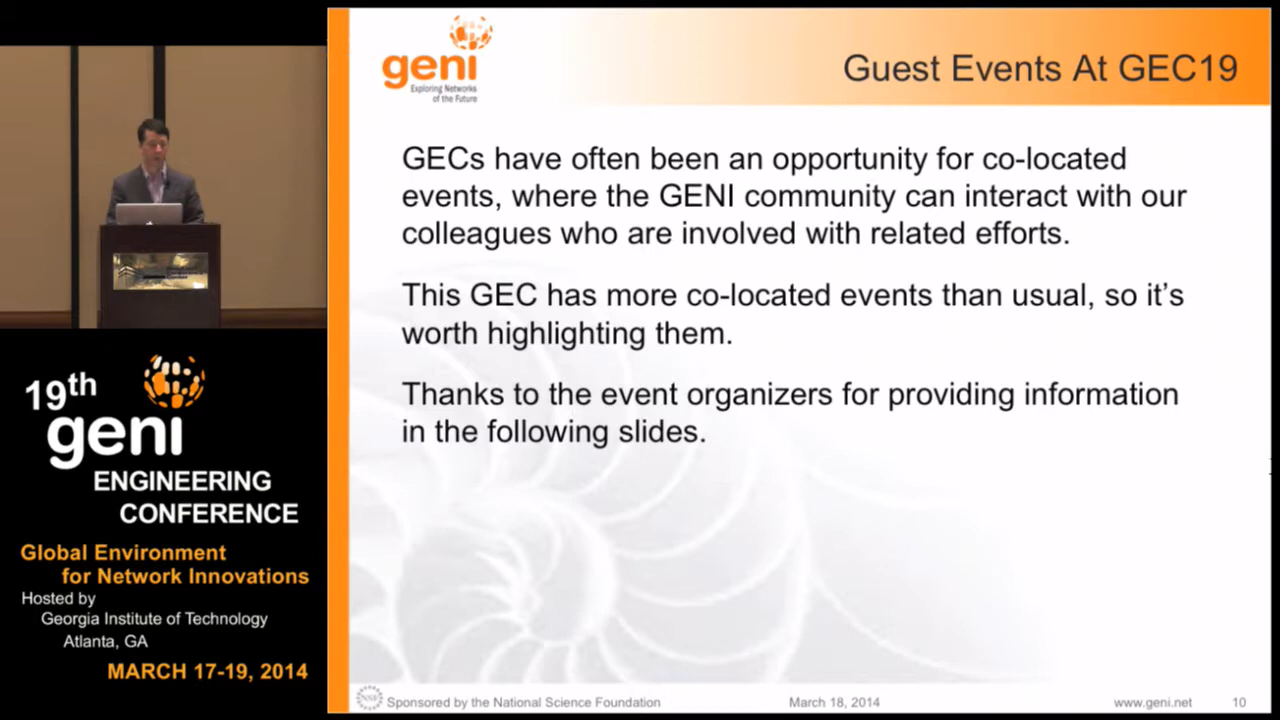 geni
Exploring Networks
of the Future
Guest Events At GEC19
GECs have often been an opportunity for co-located
events, where the GENI community can interact with our
colleagues who are involved with related efforts.
This GEC has more co-located events than usual, so it's
worth highlighting them.
Thanks to the event organizers for providing information
in the following slides.
19th
geni
ENGINEERING
CONFERENCE
Global Environment
for Network Innovations
Hosted by
Georgia Institute of Technology
Atlanta, GA
MARCH 17-19, 2014
NSF
Sponsored by the National Science Foundation
March 18, 2014
www.geni.net
10